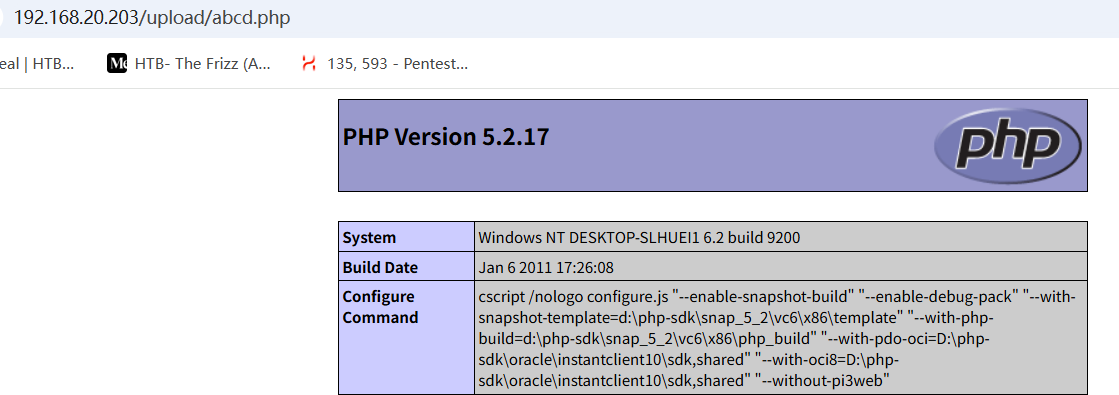 192.168.20.203/upload/abcd.php
eal | HTB...
HTB- The Frizz (A...
135, 593 - Pentest...
PHP Version 5.2.17
php
System
Windows NT DESKTOP-SLHUEI1 6.2 build 9200
Build Date
Jan 6 2011 17:26:08
Configure
Command
cscript /nologo configure.js "--enable-snapshot-build" "--enable-debug-pack" "--with-
snapshot-template=d:\php-sdk\snap_5_2\vc6\x86\template" "--with-php-
build=d:\php-sdk\snap_5_2\vc6\x86\php_build" "--with-pdo-oci=D:\php-
sdk\oracle\instantclient10\sdk,shared" "--with-oci8=D:\php-
sdk\oracle\instantclient10\sdk,shared" "--without-pi3web"